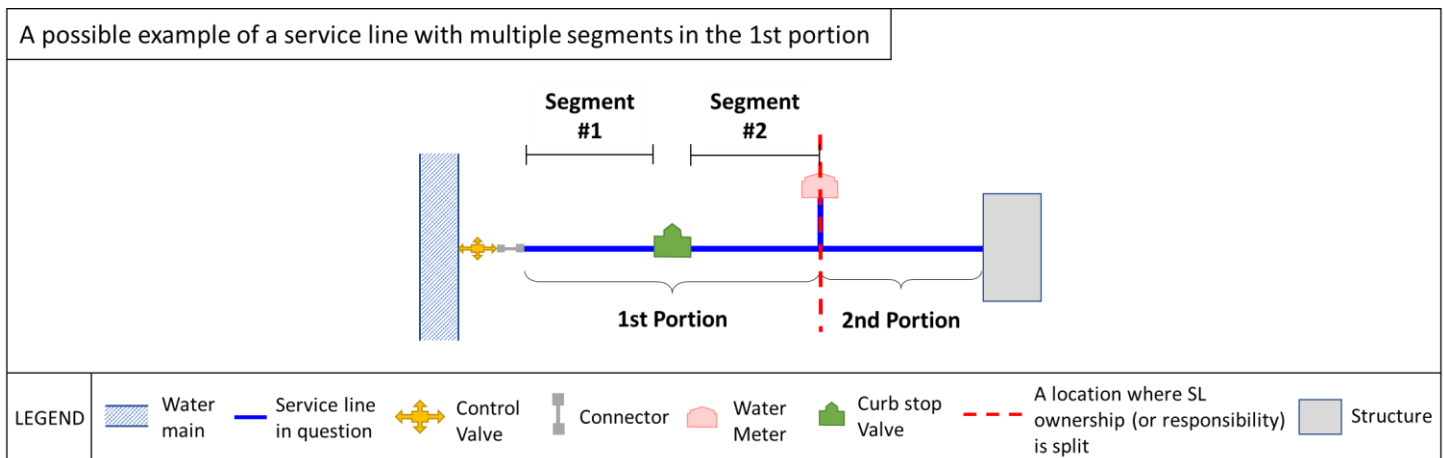 A possible example of a service line with multiple segments in the 1st portion
Segment
#1
Segment
#2
1st Portion
2nd Portion
LEGEND
Water
main
Service line
in question
Control
Valve
Connector
Water
Meter
Curb stop
Valve
A location where SL
ownership (or responsibility)
is split
Structure